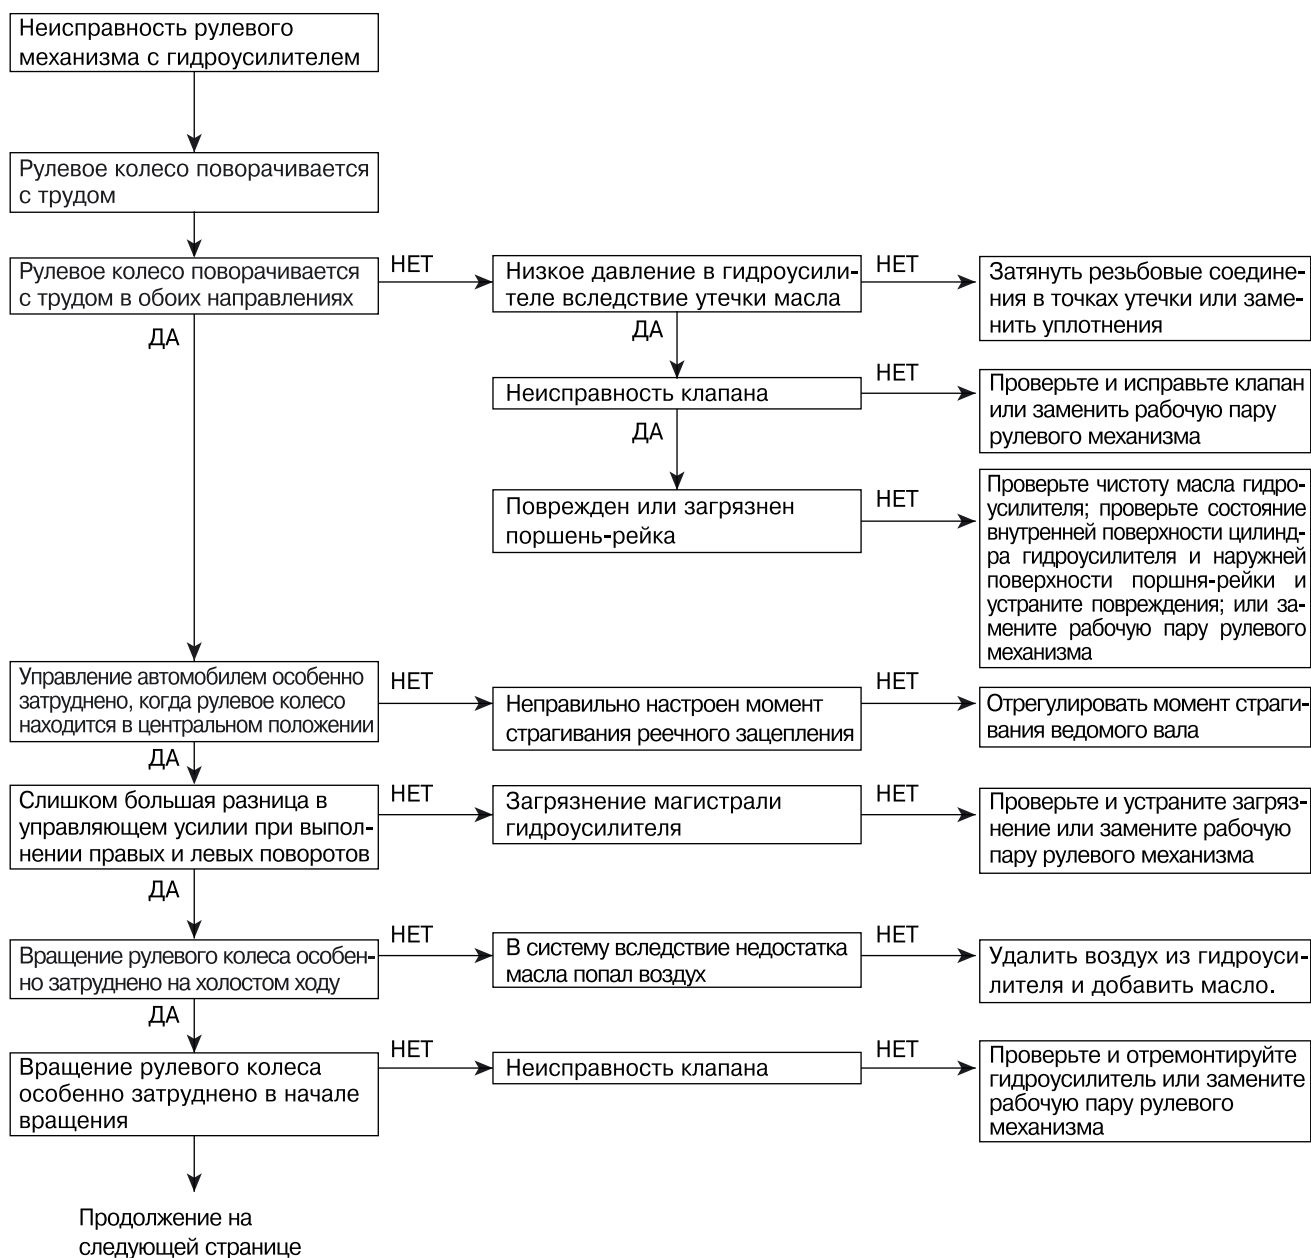 Неисправность рулевого
механизма с гидроусилителем
Рулевое колесо поворачивается
с трудом
Рулевое колесо поворачивается
с трудом в обоих направлениях
НЕТ
Низкое давление в гидроусили-
теле вследствие утечки масла
НЕТ
Затянуть резьбовые соедине-
ния в точках утечки или заме-
нить уплотнения
ДА
ДА
Неисправность клапана
НЕТ
Проверьте и исправьте клапан
или заменить рабочую пару
рулевого механизма
ДА
Поврежден или загрязнен
поршень-рейка
НЕТ
Проверьте чистоту масла гидро-
усилителя; проверьте состояние
внутренней поверхности цилинд-
ра гидроусилителя и наружней
поверхности поршня-рейки и
устраните повреждения; или за-
мените рабочую пару рулевого
механизма
Управление автомобилем особенно
затруднено, когда рулевое колесо
находится в центральном положении
НЕТ
Неправильно настроен момент
страгивания реечного зацепления
НЕТ
Отрегулировать момент страги-
вания ведомого вала
ДА
Слишком большая разница в
управляющем усилии при выпол-
нении правых и левых поворотов
НЕТ
Загрязнение магистрали
гидроусилителя
НЕТ
Проверьте и устраните загряз-
нение или замените рабочую
пару рулевого механизма
ДА
Вращение рулевого колеса особен-
но затруднено на холостом ходу
НЕТ
В систему вследствие недостатка
масла попал воздух
НЕТ
Удалить воздух из гидроуси-
лителя и добавить масло.
ДА
Вращение рулевого колеса
особенно затруднено в начале
вращения
НЕТ
Неисправность клапана
НЕТ
Проверьте и отремонтируйте
гидроусилитель или замените
рабочую пару рулевого
механизма
Продолжение на
следующей странице